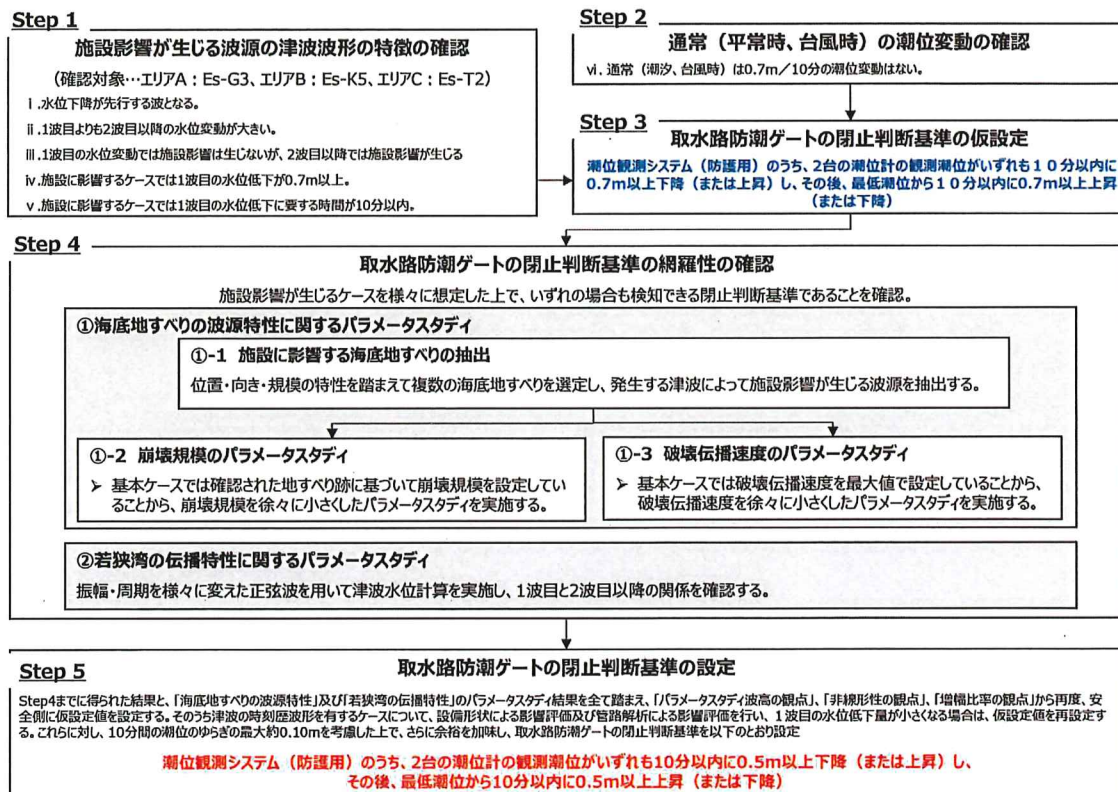 Step 1
施設影響が生じる波源の津波波形の特徴の確認
(確認対象…エリアA：Es-G3、エリアB：Es-K5、エリアC：Es-T2)
ⅰ.水位下降が先行する波となる。
ⅱ.1波目よりも2波目以降の水位変動が大きい。
ⅲ.1波目の水位変動では施設影響は生じないが、2波目以降では施設影響が生じる
ⅳ.施設に影響するケースでは1波目の水位低下が0.7m以上。
ⅴ.施設に影響するケースでは1波目の水位低下に要する時間が10分以内。
Step 2
通常（平常時、台風時）の潮位変動の確認
ⅵ.通常（潮汐、台風時）は0.7m／10分の潮位変動はない。
Step 3
取水路防潮ゲートの閉止判断基準の仮設定
潮位観測システム（防護用）のうち、2台の潮位計の観測潮位がいずれも１０分以内に
0.7m以上下降（または上昇）し、その後、最低潮位から１０分以内に0.7m以上上昇
（または下降）
Step 4
取水路防潮ゲートの閉止判断基準の網羅性の確認
施設影響が生じるケースを様々に想定した上で、いずれの場合も検知できる閉止判断基準であることを確認。
①海底地すべりの波源特性に関するパラメータスタディ
①-1 施設に影響する海底地すべりの抽出
位置・向き・規模の特性を踏まえて複数の海底地すべりを選定し、発生する津波によって施設影響が生じる波源を抽出する。
①-2 崩壊規模のパラメータスタディ
➢ 基本ケースでは確認された地すべり跡に基づいて崩壊規模を設定してい
ることから、崩壊規模を徐々に小さくしたパラメータスタディを実施する。
①-3 破壊伝播速度のパラメータスタディ
➢ 基本ケースでは破壊伝播速度を最大値で設定していることから、
破壊伝播速度を徐々に小さくしたパラメータスタディを実施する。
②若狭湾の伝播特性に関するパラメータスタディ
振幅・周期を様々に変えた正弦波を用いて津波水位計算を実施し、1波目と2波目以降の関係を確認する。
Step 5
取水路防潮ゲートの閉止判断基準の設定
Step4までに得られた結果と、「海底地すべりの波源特性」及び「若狭湾の伝播特性」のパラメータスタディ結果を全て踏まえ、「パラメータスタディ波高の観点」、「非線形性の観点」、「増幅比率の観点」から再度、安
全側に仮設定値を設定する。そのうち津波の時刻歴波形を有するケースについて、設備形状による影響評価及び管路解析による影響評価を行い、１波目の水位低下量が小さくなる場合は、仮設定値を再設定す
る。これらに対し、10分間の潮位のゆらぎの最大約0.10mを考慮した上で、さらに余裕を加味し、取水路防潮ゲートの閉止判断基準を以下のとおり設定
潮位観測システム（防護用）のうち、2台の潮位計の観測潮位がいずれも10分以内に0.5m以上下降（または上昇）し、
その後、最低潮位から10分以内に0.5m以上上昇（または下降）